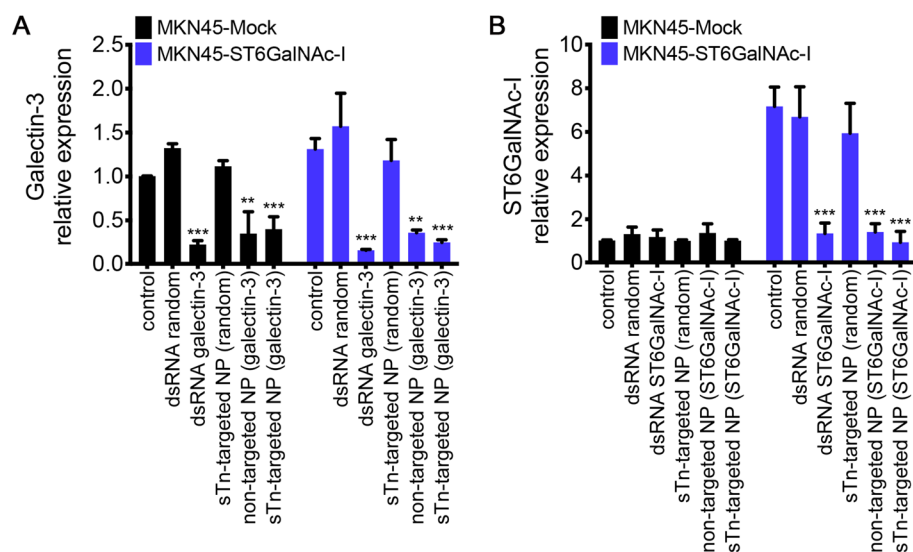 A
MKN45-Mock
MKN45-ST6GalNAc-I
Galectin-3
relative expression
2.5
2.0
1.5
1.0
0.5
0.0
***
**
***
***
**
***
control
dsRNA random
dsRNA galectin-3
sTn-targeted NP (random)
non-targeted NP (galectin-3)
sTn-targeted NP (galectin-3)
control
dsRNA random
dsRNA galectin-3
sTn-targeted NP (random)
non-targeted NP (galectin-3)
sTn-targeted NP (galectin-3)
B
MKN45-Mock
MKN45-ST6GalNAc-I
ST6GalNAc-I
relative expression
10
8
6
4
2
0
***
***
***
control
dsRNA random
dsRNA ST6GalNAc-I
sTn-targeted NP (random)
non-targeted NP (ST6GalNAc-I)
sTn-targeted NP (ST6GalNAc-I)
control
dsRNA random
dsRNA ST6GalNAc-I
sTn-targeted NP (random)
non-targeted NP (ST6GalNAc-I)
sTn-targeted NP (ST6GalNAc-I)